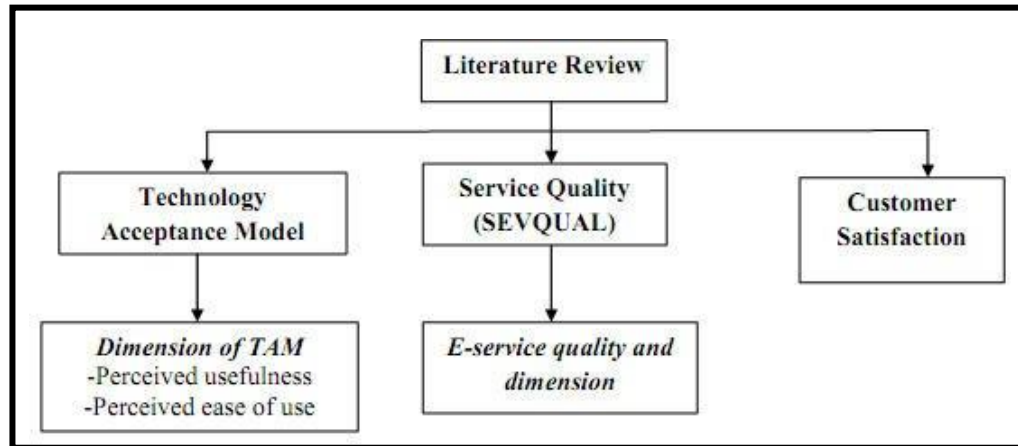 Literature Review
Technology
Acceptance Model
Service Quality
(SEVQUAL)
Customer
Satisfaction
Dimension of TAM
-Perceived usefulness
-Perceived ease of use
E-service quality and
dimension